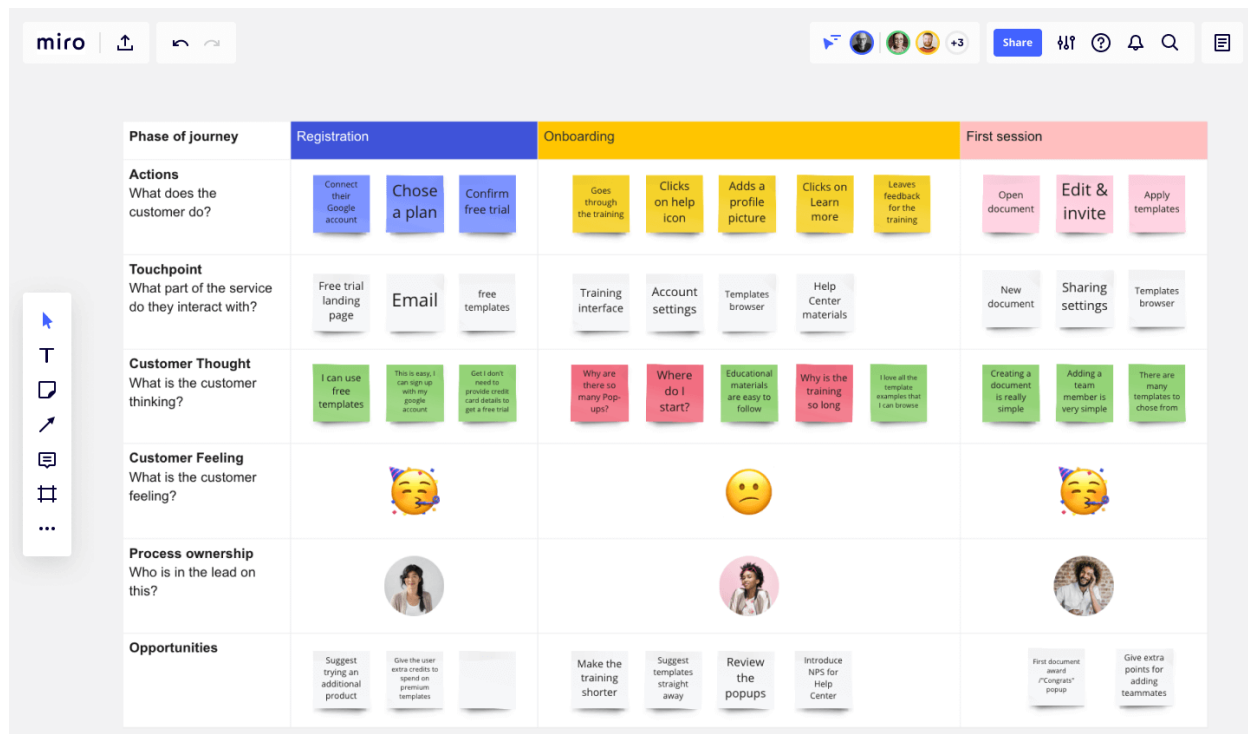 miro
+3
Share
Phase of journey
Registration
Onboarding
First session
Actions
What does the
customer do?
Connect
their
Google
account
Chose
a plan
Confirm
free trial
Goes
through
the training
Clicks
on help
icon
Adds a
profile
picture
Clicks on
Learn
more
Leaves
feedback
for the
training
Open
document
Edit &
invite
Apply
templates
Touchpoint
What part of the service
do they interact with?
Free trial
landing
page
Email
free
templates
Training
interface
Account
settings
Templates
browser
Help
Center
materials
New
document
Sharing
settings
Templates
browser
Customer Thought
What is the customer
thinking?
I can use
free
templates
This is easy, I
can sign up
with my
google
account
Get I don't
need to
provide credit
card details to
get a free trial
Why are
there so
many Pop-
ups?
Where
do I
start?
Educational
materials
are easy to
follow
Why is the
training
so long
I love all the
template
examples that
I can browse
Creating a
document
is really
simple
Adding a
team
member is
very simple
There are
many
templates to
chose from
Customer Feeling
What is the customer
feeling?
Process ownership
Who is in the lead on
this?
Opportunities
Suggest
trying an
additional
product
Give the user
extra credits to
spend on
premium
templates
Make the
training
shorter
Suggest
templates
straight
away
Review
the
popups
Introduce
NPS for
Help
Center
First document
award
/"Congrats"
popup
Give extra
points for
adding
teammates